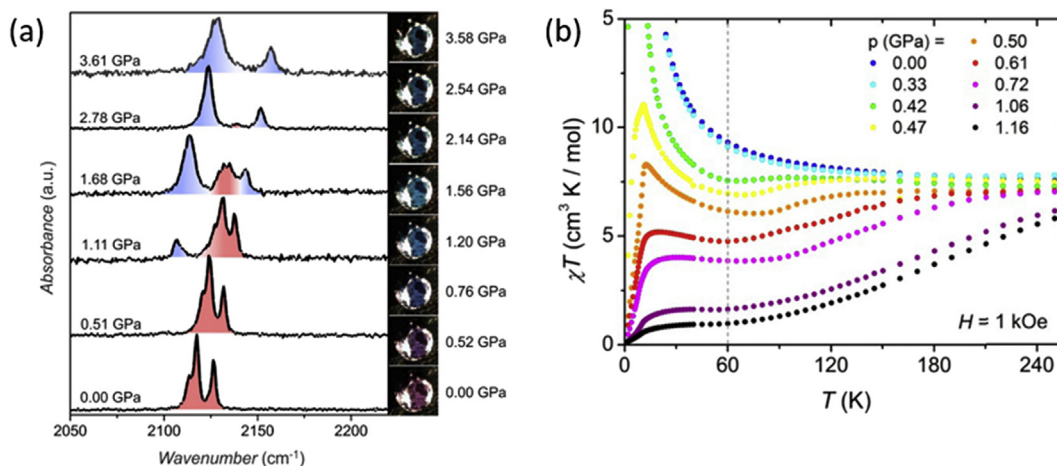 (a)
Absorbance (a.u.)
3.61 GPa
2.78 GPa
1.68 GPa
1.11 GPa
0.51 GPa
0.00 GPa
2050 2100 2150 2200
Wavenumber (cm⁻¹)
3.58 GPa
2.54 GPa
2.14 GPa
1.56 GPa
1.20 GPa
0.76 GPa
0.52 GPa
0.00 GPa
(b)
χT (cm³ K / mol)
5
10
5
0
p (GPa) =
0.00
0.33
0.42
0.47
0.50
0.61
0.72
1.06
1.16
H = 1 kOe
0 60 120 180 240
T (K)